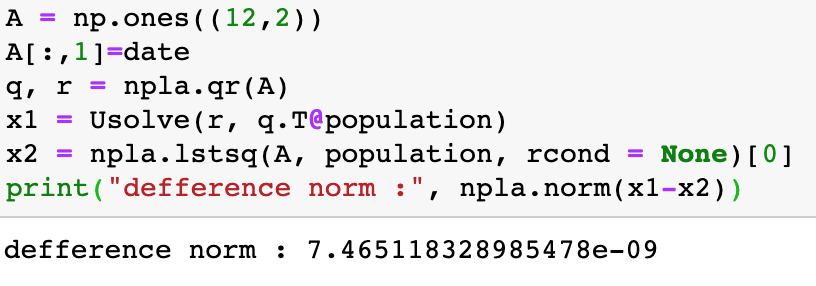 A = np.ones((12,2))
A[:,1]=date
q, r = npla.qr(A)
x1 = Usolve(r, q.T@population)
x2 = npla.lstsq(A, population, rcond = None)[0]
print("defference norm :", npla.norm(x1-x2))
defference norm : 7.465118328985478e-09